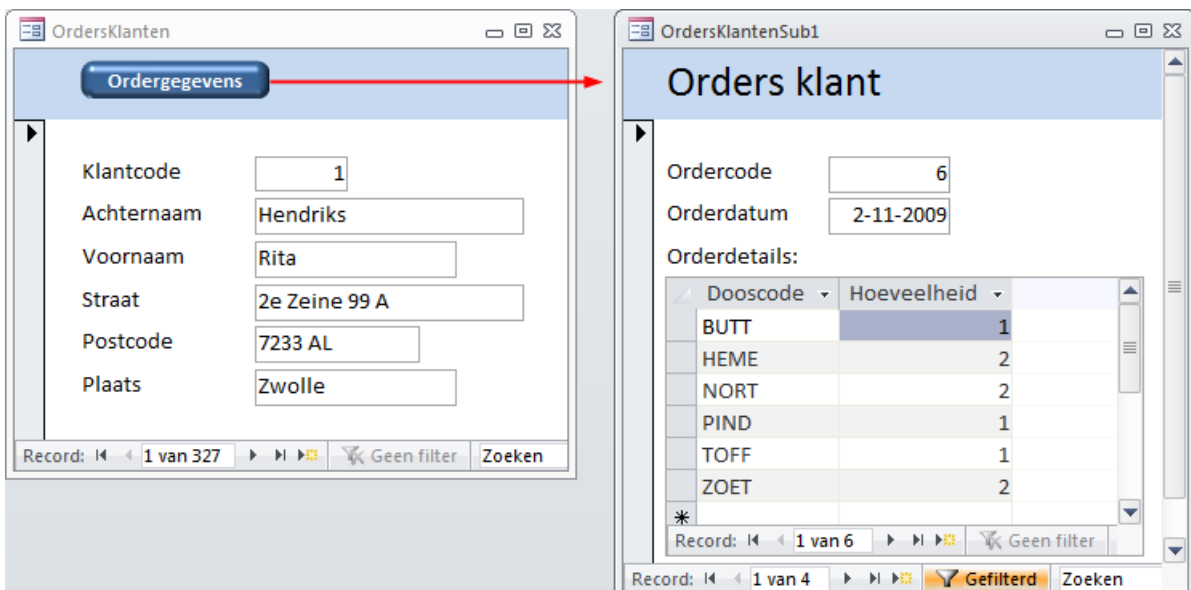 OrdersKlanten
Ordergegevens
Klantcode 1
Achternaam Hendriks
Voornaam Rita
Straat 2e Zeine 99 A
Postcode 7233 AL
Plaats Zwolle
Record: 1 van 327 Geen filter Zoeken
OrdersKlantenSub1
Orders klant
Ordercode 6
Orderdatum 2-11-2009
Orderdetails:
Dooscode Hoeveelheid
BUTT 1
HEME 2
NORT 2
PIND 1
TOFF 1
ZOET 2
Record: 1 van 6 Geen filter
Record: 1 van 4 Gefilterd Zoeken